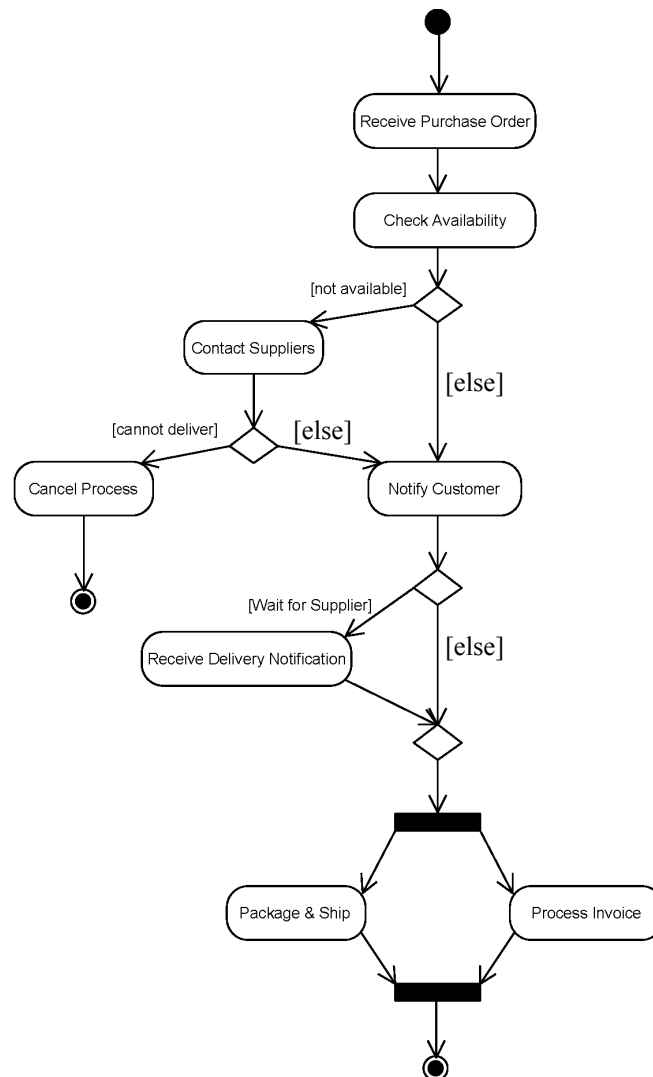 Receive Purchase Order
Check Availability
[not available]
Contact Suppliers
[else]
[cannot deliver]
[else]
Cancel Process
Notify Customer
[Wait for Supplier]
[else]
Receive Delivery Notification
Package & Ship
Process Invoice